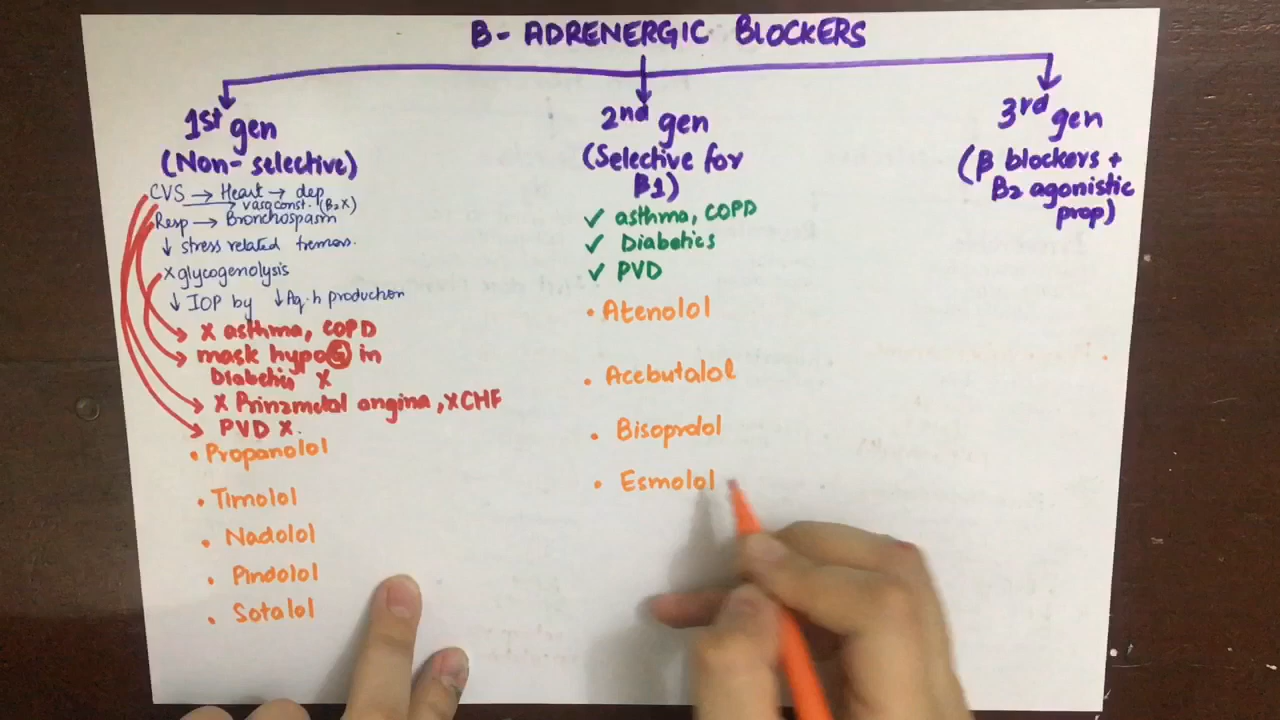 B- ADRENERGIC BLOCKERS
1st gen
(Non- selective)
CVS → Heart → dep
→ vasoconst. (B2X)
Resp → Bronchospasm
↓ stress related tremors.
X glycogenolysis
↓ IOP by ↓Aq.h production
X asthma, COPD
mask hypoG in
Diabetic X
X Prinzmetal angina, X CHF
PVD X.
• Propanolol
• Timolol
• Nadolol
• Pindolol
• Sotalol
2nd gen
(Selective for
B1)
✓ asthma, COPD
✓ Diabetics
✓ PVD
• Atenolol
• Acebutalol
• Bisoprolol
• Esmolol
3rd gen
(β blockers +
B2 agonistic
prop)